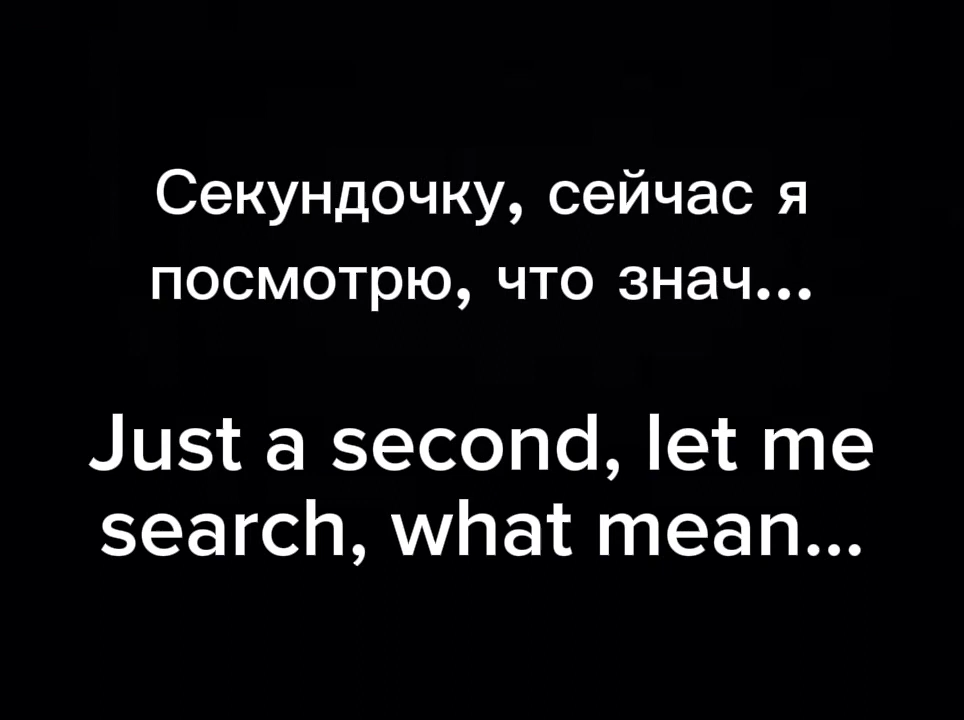 Секундочку, сейчас я
посмотрю, что знач...
Just a second, let me
search, what mean...